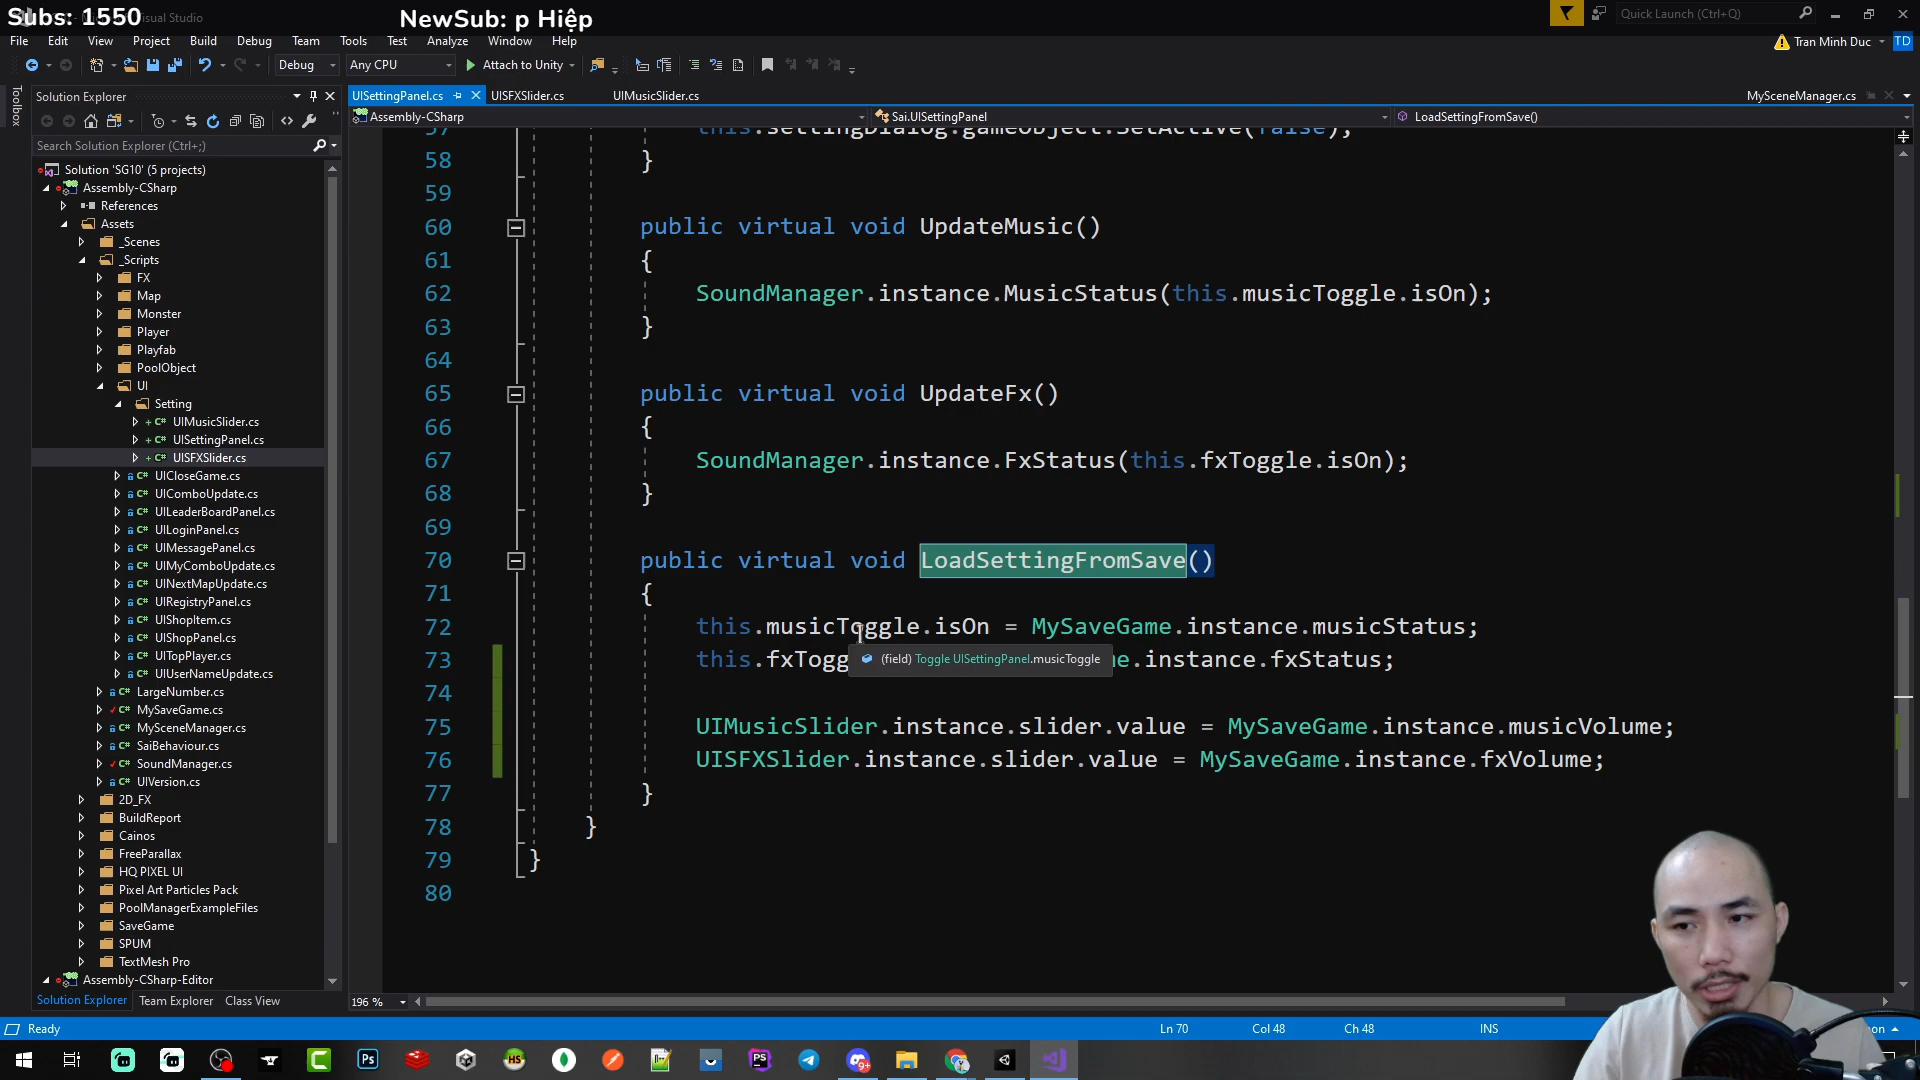 Subs: 1550
NewSub: p Hiệp
Visual Studio
Quick Launch (Ctrl+Q)
File Edit View Project Build Debug Team Tools Test Analyze Window Help
Tran Minh Duc
TD
Debug
Any CPU
Attach to Unity
Toolbox
Solution Explorer
Search Solution Explorer (Ctrl+;)
Solution 'SG10' (5 projects)
Assembly-CSharp
References
Assets
_Scenes
_Scripts
FX
Map
Monster
Player
Playfab
PoolObject
UI
Setting
UIMusicSlider.cs
UISettingPanel.cs
UISFXSlider.cs
UICloseGame.cs
UIComboUpdate.cs
UILeaderBoardPanel.cs
UILoginPanel.cs
UIMessagePanel.cs
UIMyComboUpdate.cs
UINextMapUpdate.cs
UIRegistryPanel.cs
UIShopItem.cs
UIShopPanel.cs
UITopPlayer.cs
UIUserNameUpdate.cs
LargeNumber.cs
MySaveGame.cs
MySceneManager.cs
SaiBehaviour.cs
SoundManager.cs
UIVersion.cs
2D_FX
BuildReport
Cainos
FreeParallax
HQ PIXEL UI
Pixel Art Particles Pack
PoolManagerExampleFiles
SaveGame
SPUM
TextMesh Pro
Assembly-CSharp-Editor
Solution Explorer Team Explorer Class View
UISettingPanel.cs
UISFXSlider.cs
UIMusicSlider.cs
MySceneManager.cs
Assembly-CSharp
Sai.UISettingPanel
LoadSettingFromSave()
57 this.settingDialog.gameObject.SetActive(false);
58 }
59
60 public virtual void UpdateMusic()
61 {
62 SoundManager.instance.MusicStatus(this.musicToggle.isOn);
63 }
64
65 public virtual void UpdateFx()
66 {
67 SoundManager.instance.FxStatus(this.fxToggle.isOn);
68 }
69
70 public virtual void LoadSettingFromSave()
71 {
72 this.musicToggle.isOn = MySaveGame.instance.musicStatus;
73 this.fxTogg
(field) Toggle UISettingPanel.musicToggle
e.instance.fxStatus;
74
75 UIMusicSlider.instance.slider.value = MySaveGame.instance.musicVolume;
76 UISFXSlider.instance.slider.value = MySaveGame.instance.fxVolume;
77 }
78 }
79 }
80
196 %
Ready
Ln 70
Col 48
Ch 48
INS